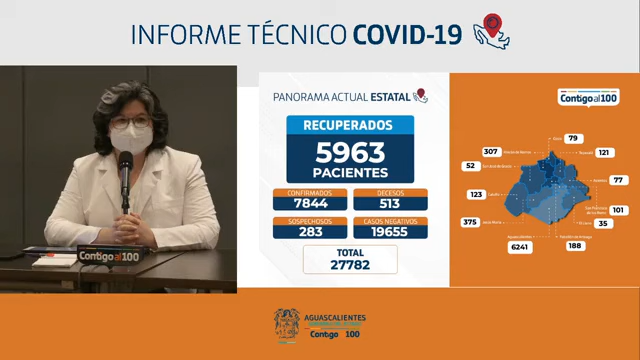 INFORME TÉCNICO COVID-19
PANORAMA ACTUAL ESTATAL
RECUPERADOS
5963
PACIENTES
CONFIRMADOS
7844
DECESOS
513
SOSPECHOSOS
283
CASOS NEGATIVOS
19655
TOTAL
27782
Contigo al 100
79
307
121
52
77
123
101
375
35
6241
188
Contigo al 100
AGUASCALIENTES
Contigo 100